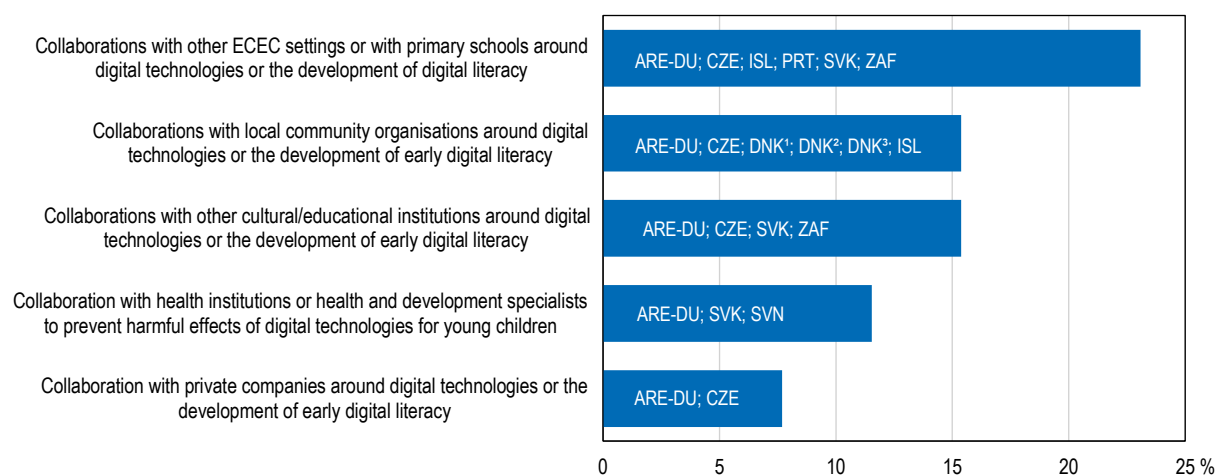 Collaborations with other ECEC settings or with primary schools around
digital technologies or the development of digital literacy
ARE-DU; CZE; ISL; PRT; SVK; ZAF
Collaborations with local community organisations around digital
technologies or the development of early digital literacy
ARE-DU; CZE; DNK¹; DNK²; DNK³; ISL
Collaborations with other cultural/educational institutions around digital
technologies or the development of early digital literacy
ARE-DU; CZE; SVK; ZAF
Collaboration with health institutions or health and development specialists
to prevent harmful effects of digital technologies for young children
ARE-DU; SVK; SVN
Collaboration with private companies around digital technologies or the
development of early digital literacy
ARE-DU; CZE
0 5 10 15 20 25 %